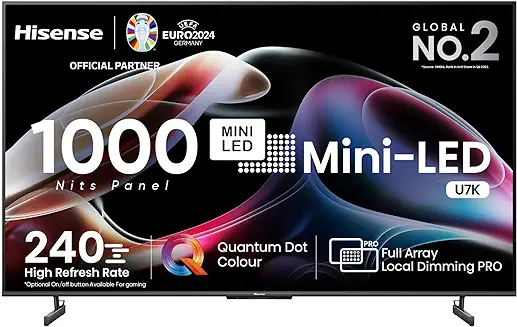 Hisense
UEFA
EURO2024
GERMANY
OFFICIAL PARTNER
GLOBAL
NO.2
1000
Nits Panel
MINI
LED
Mini-LED
U7K
240
High Refresh Rate
*Optional On/off button Available For gaming
Quantum Dot
Colour
PRO
Full Array
Local Dimming PRO
Hisense